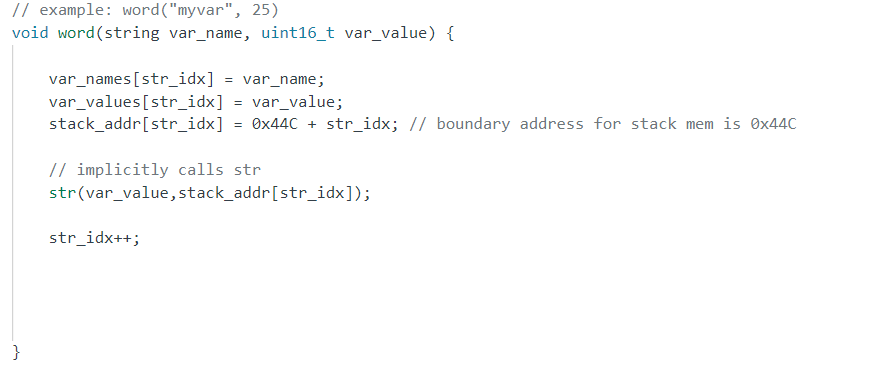 // example: word("myvar", 25)
void word(string var_name, uint16_t var_value) {
var_names[str_idx] = var_name;
var_values[str_idx] = var_value;
stack_addr[str_idx] = 0x44C + str_idx; // boundary address for stack mem is 0x44C
// implicitly calls str
str(var_value,stack_addr[str_idx]);
str_idx++;
}